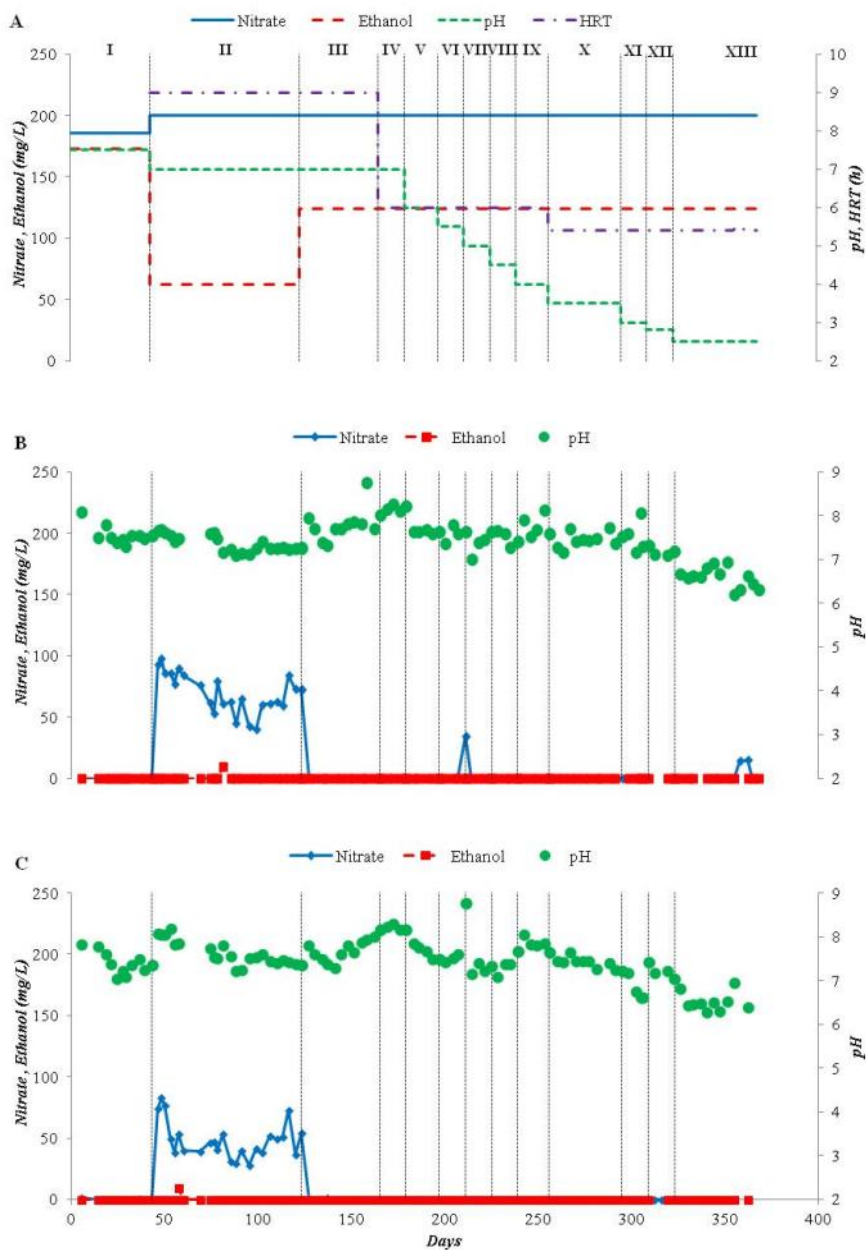 A
Nitrate Ethanol pH HRT
I II III IV V VI VII VIII IX X XI XII XIII
250
200
150
100
50
0
Nitrate , Ethanol (mg/L)
10
9
8
7
6
5
4
3
2
pH, HRT (h)
B
Nitrate Ethanol pH
250
200
150
100
50
0
Nitrate , Ethanol (mg/L)
9
8
7
6
5
4
3
2
pH
C
Nitrate Ethanol pH
250
200
150
100
50
0
Nitrate , Ethanol (mg/L)
9
8
7
6
5
4
3
2
pH
0 50 100 150 200 250 300 350 400
Days